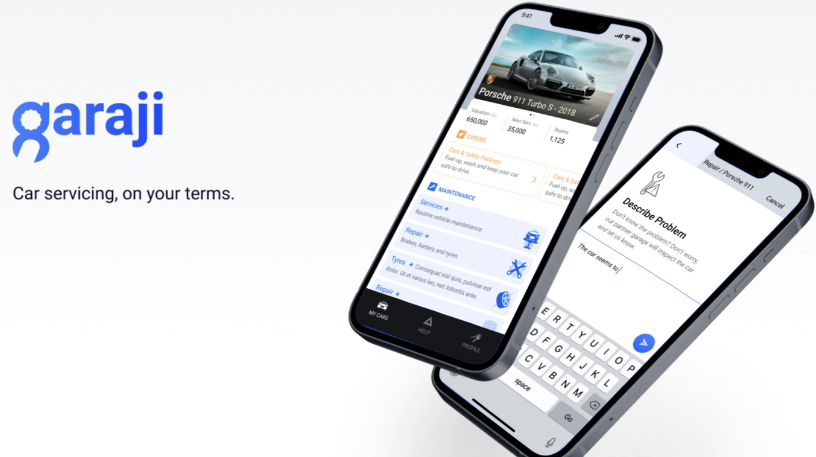 garaji
Car servicing, on your terms.
9:41
Porsche 911 Turbo S - 2018
Valuation
650,000
Next Serv.
35,000
Buyers
1,125
OFFERS
Care & Safety Package
Fuel up, wash and keep your car
safe to drive.
Care & Sa
Fuel up, w
safe to dri
MAINTENANCE
Services →
Routine vehicle maintenance.
Repair →
Brakes, battery and tyres.
Tyres → Consequat nisl quis, pulvinar est
dolor. Ut et varius leo, nec lobortis ante.
Repair →
MY CARS
HELP
PROFILE
Repair / Porsche 911
Cancel
Describe Problem
Don't know the problem? Don't worry,
our partner garage will inspect the car
and let us know.
The car seems to
E R T Y U I O P
D F G H J K L
C V B N M
space
Go